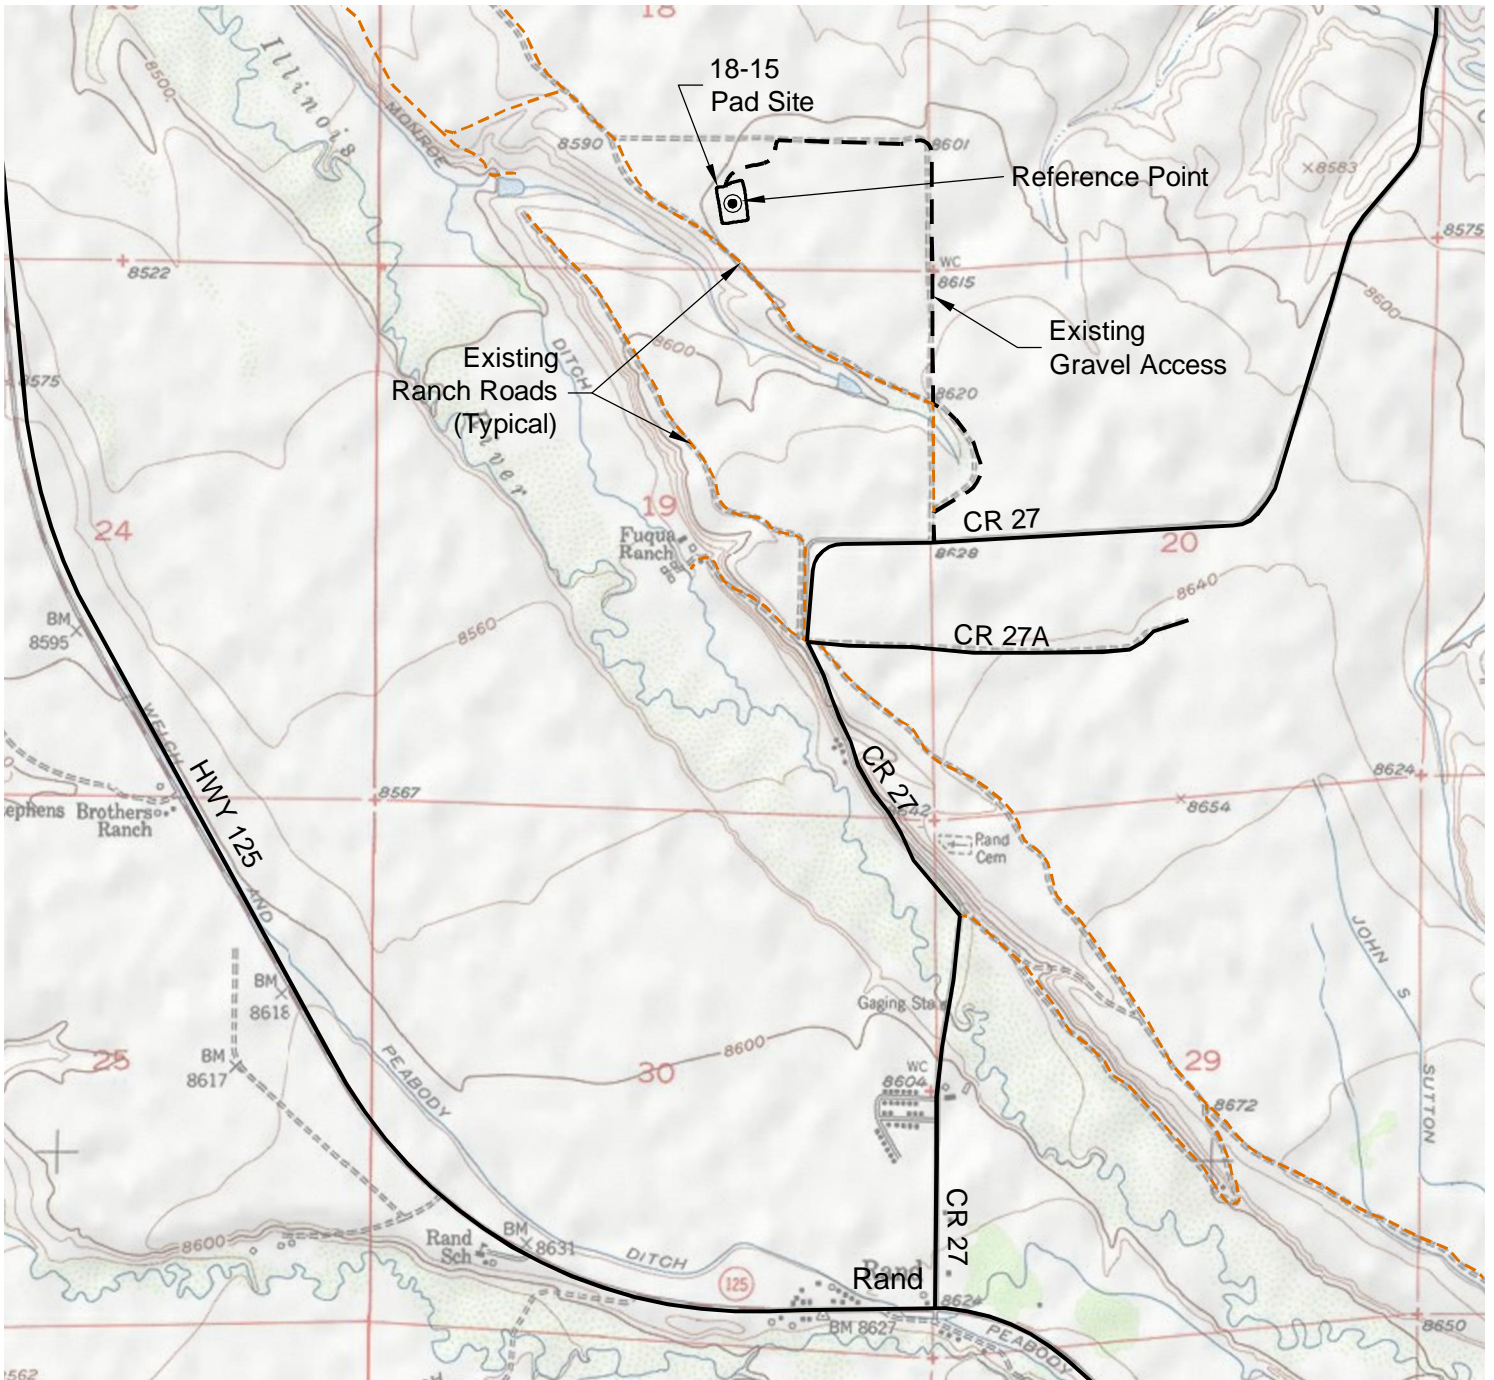 18
Illinois
8500
MONROE
18-15
Pad Site
8590
8601
Reference Point
×8583
8575
8522
WC
8615
8600
Existing
Gravel Access
DITCH
8600
Existing
Ranch Roads
(Typical)
8575
8620
River
24
19
Fuqua
Ranch
CR 27
8628
20
8640
BM
8595
8560
CR 27A
WELCH
HWY 125
AND
8567
ephens Brothers
Ranch
CR 27
8642
8624
8654
Rand
Cem
JOHN S
SUTTON
BM
8618
Gaging Sta
25
BM
8617
PEABODY
8600
30
WC
8604
29
8672
8600
Rand
Sch
BM
8631
DITCH
125
CR 27
Rand
Rand
8624
BM 8627
PEABODY
8650
8562